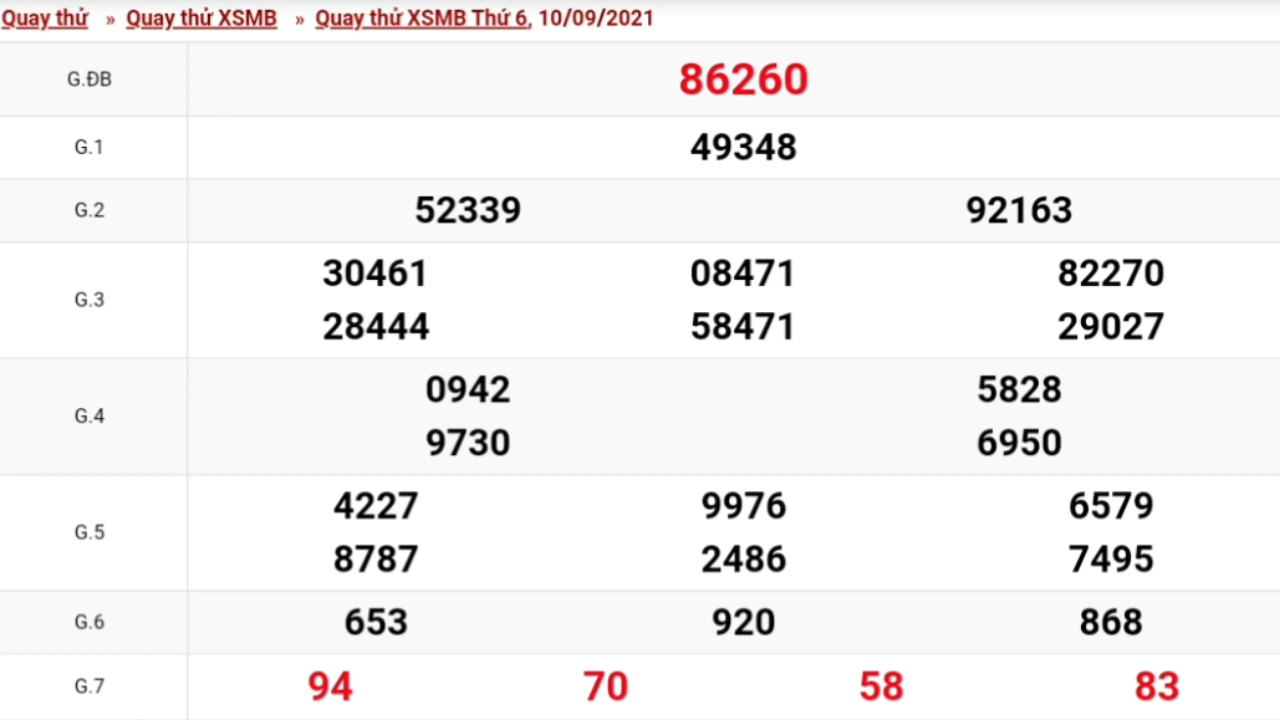 Quay thử » Quay thử XSMB » Quay thử XSMB Thứ 6, 10/09/2021
G.ĐB 86260
G.1 49348
G.2 52339 92163
G.3 30461 08471 82270
28444 58471 29027
G.4 0942 5828
9730 6950
G.5 4227 9976 6579
8787 2486 7495
G.6 653 920 868
G.7 94 70 58 83